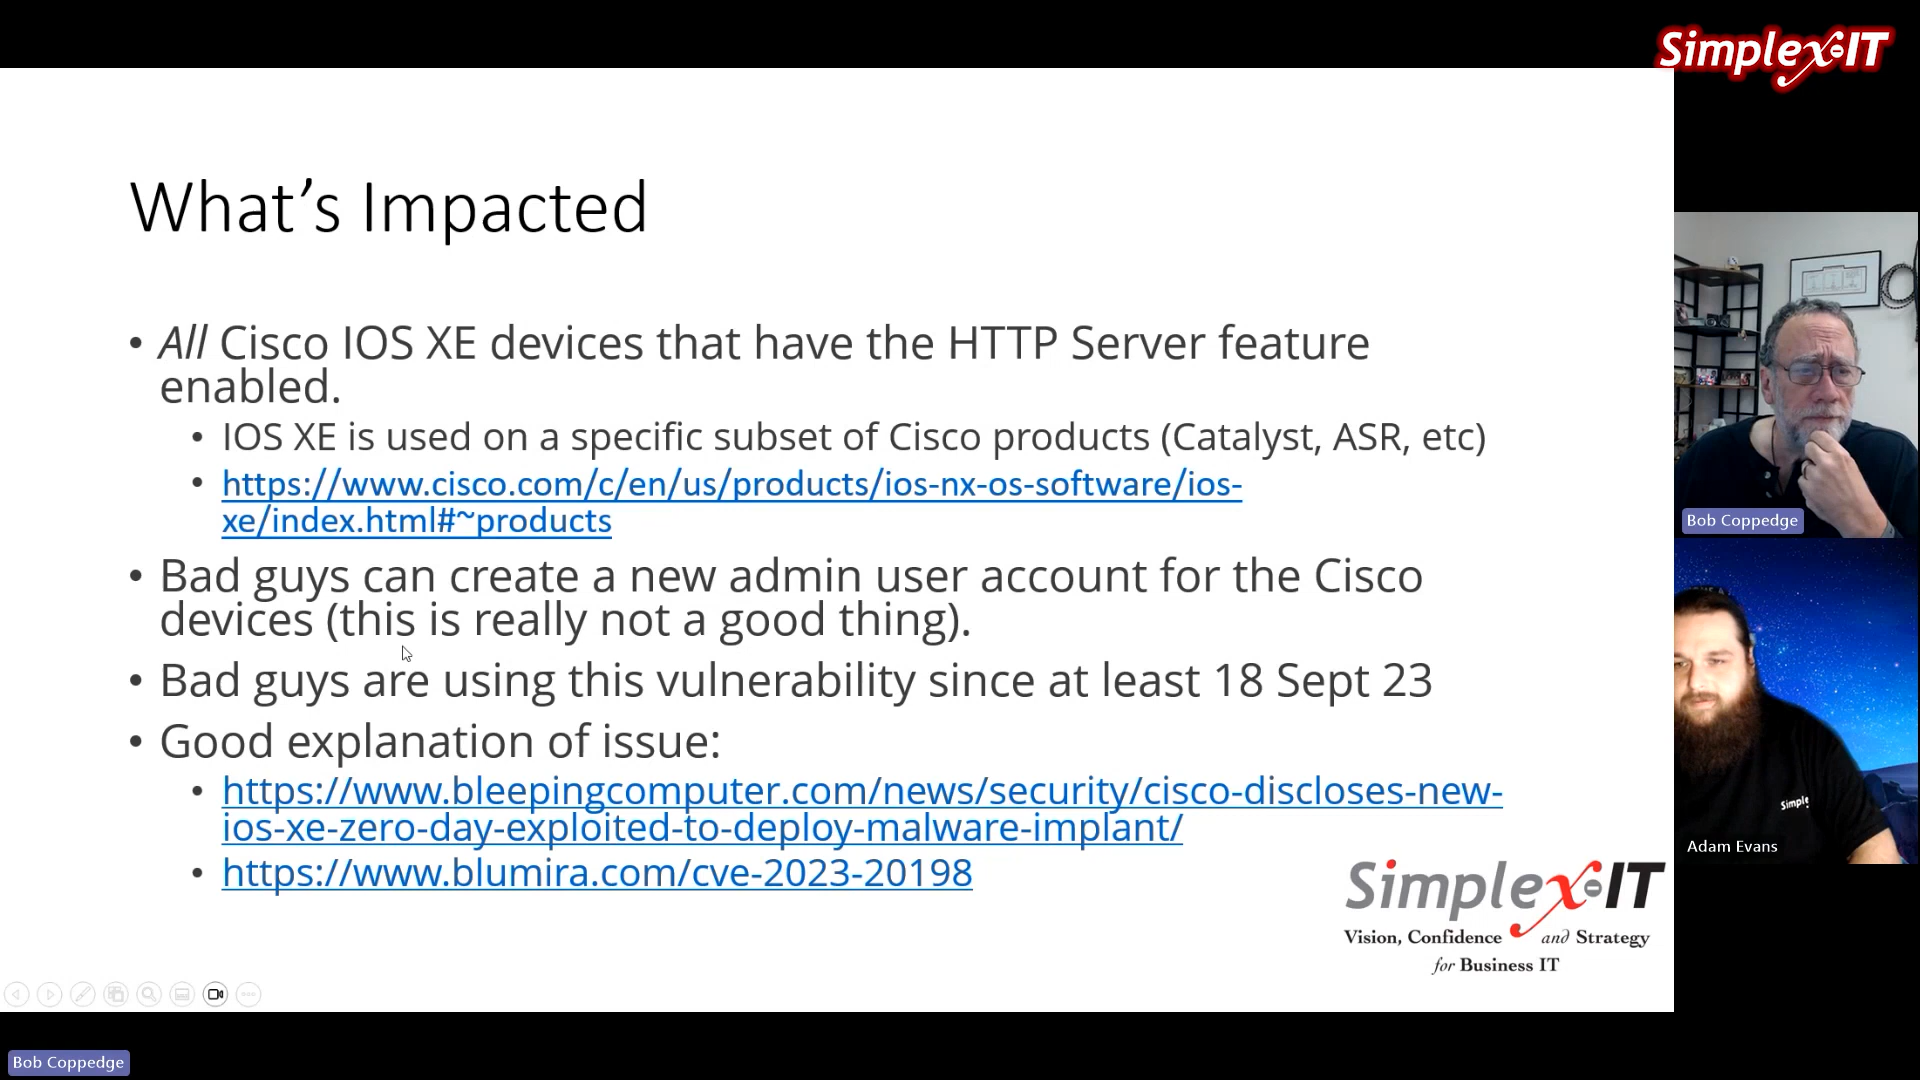 Simplex-IT
What's Impacted
• All Cisco IOS XE devices that have the HTTP Server feature
enabled.
• IOS XE is used on a specific subset of Cisco products (Catalyst, ASR, etc)
• https://www.cisco.com/c/en/us/products/ios-nx-os-software/ios-
xe/index.html#~products
• Bad guys can create a new admin user account for the Cisco
devices (this is really not a good thing).
• Bad guys are using this vulnerability since at least 18 Sept 23
• Good explanation of issue:
• https://www.bleepingcomputer.com/news/security/cisco-discloses-new-
ios-xe-zero-day-exploited-to-deploy-malware-implant/
• https://www.blumira.com/cve-2023-20198
Simplex-IT
Vision, Confidence and Strategy
for Business IT
Bob Coppedge
Simple
Adam Evans
Bob Coppedge